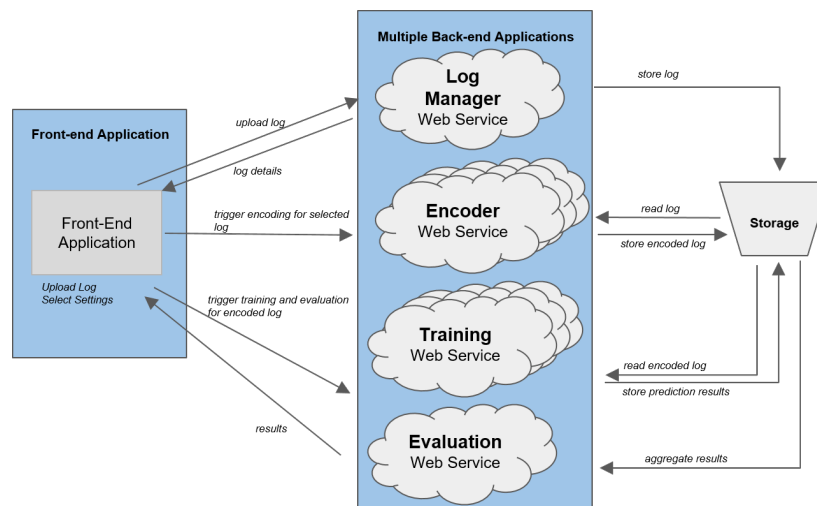 Multiple Back-end Applications
Log
Manager
Web Service
store log
Front-end Application
upload log
log details
Front-End
Application
Upload Log
Select Settings
trigger encoding for selected
log
Encoder
Web Service
read log
store encoded log
Storage
trigger training and evaluation
for encoded log
Training
Web Service
read encoded log
store prediction results
results
Evaluation
Web Service
aggregate results